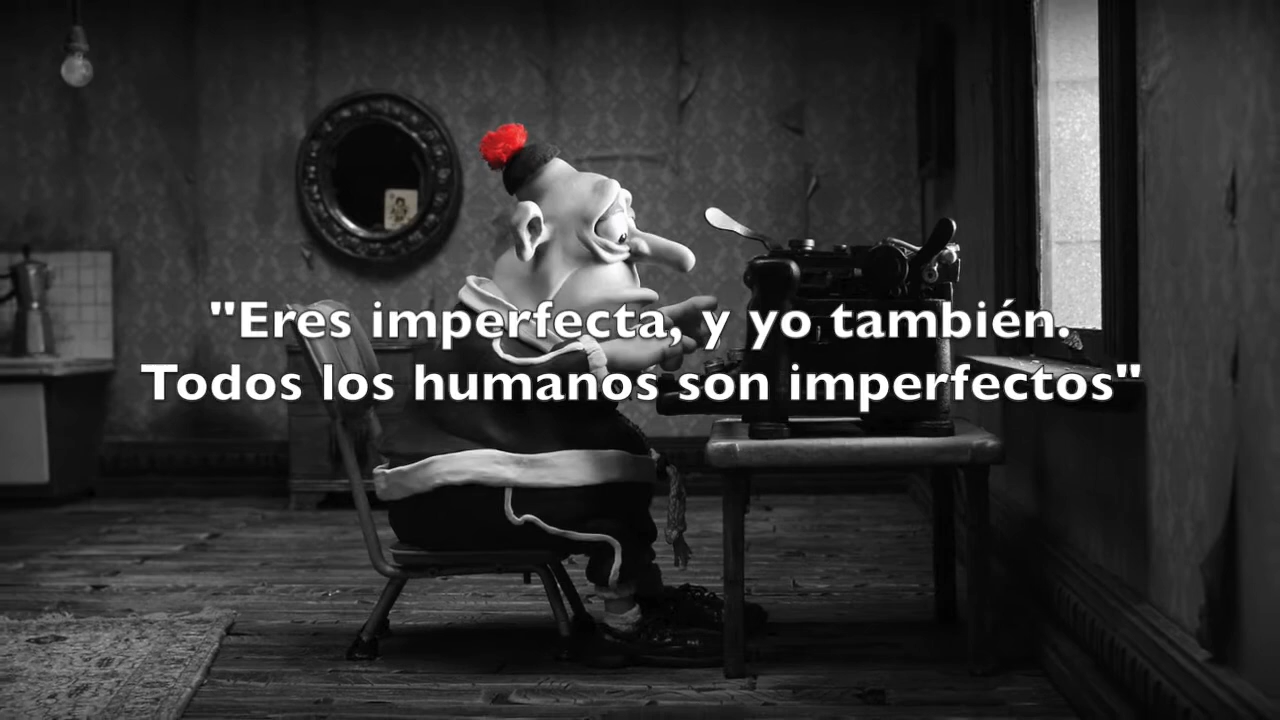 "Eres imperfecta, y yo también.
Todos los humanos son imperfectos"